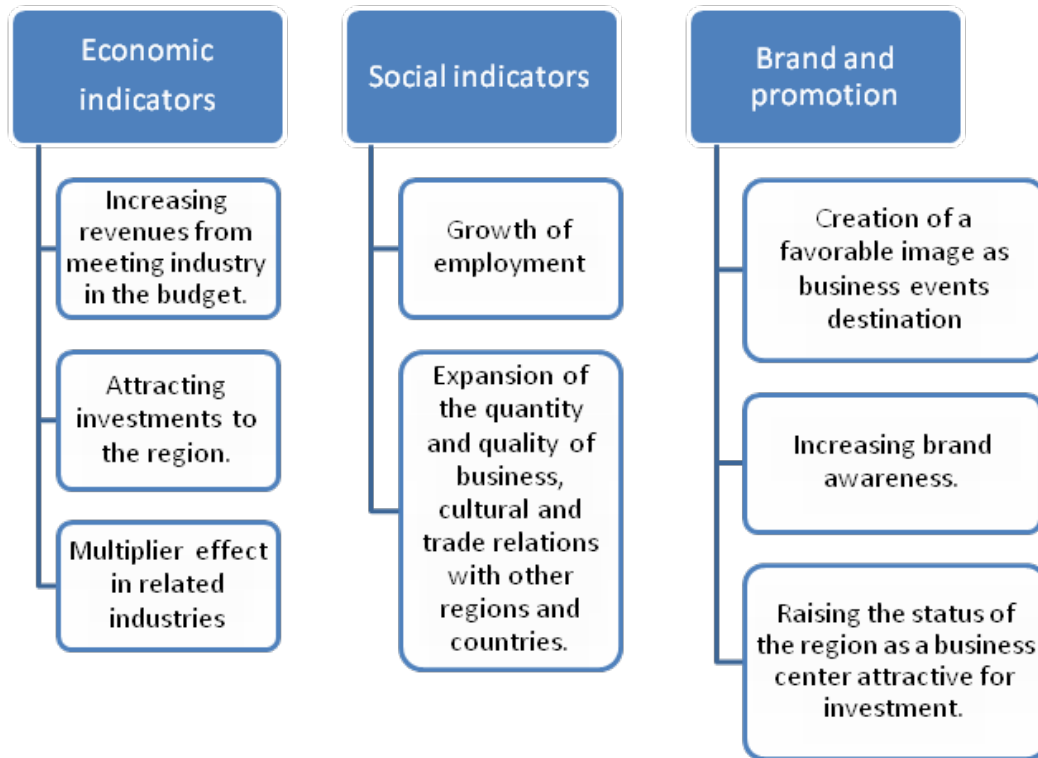 Economic
indicators
Increasing
revenues from
meeting industry
in the budget.
Attracting
investments to
the region.
Multiplier effect
in related
industries
Social indicators
Growth of
employment
Expansion of
the quantity
and quality of
business,
cultural and
trade relations
with other
regions and
countries.
Brand and
promotion
Creation of a
favorable image as
business events
destination
Increasing brand
awareness.
Raising the status of
the region as a business
center attractive for
investment.